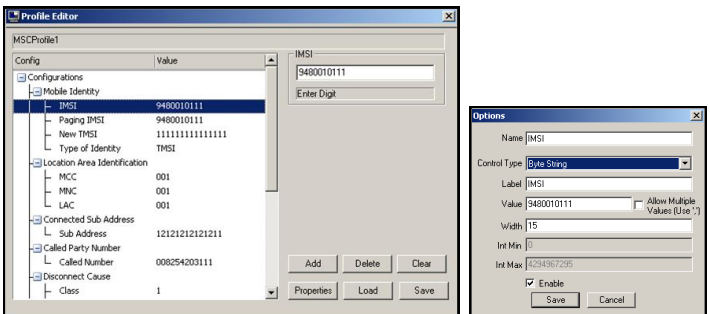 Profile Editor
MSCProfile1
Config Value
Configurations
Mobile Identity
IMSI 9480010111
Paging IMSI 9480010111
New TMSI 111111111111111
Type of Identity TMSI
Location Area Identification
MCC 001
MNC 001
LAC 001
Connected Sub Address
Sub Address 12121212121211
Called Party Number
Called Number 008254203111
Disconnect Cause
Class 1
IMSI
9480010111
Enter Digit
Add Delete Clear
Properties Load Save
Options
Name IMSI
Control Type Byte String
Label IMSI
Value 9480010111 Allow Multiple
Values (Use ',')
Width 15
Int Min 0
Int Max 4294967295
Enable
Save Cancel